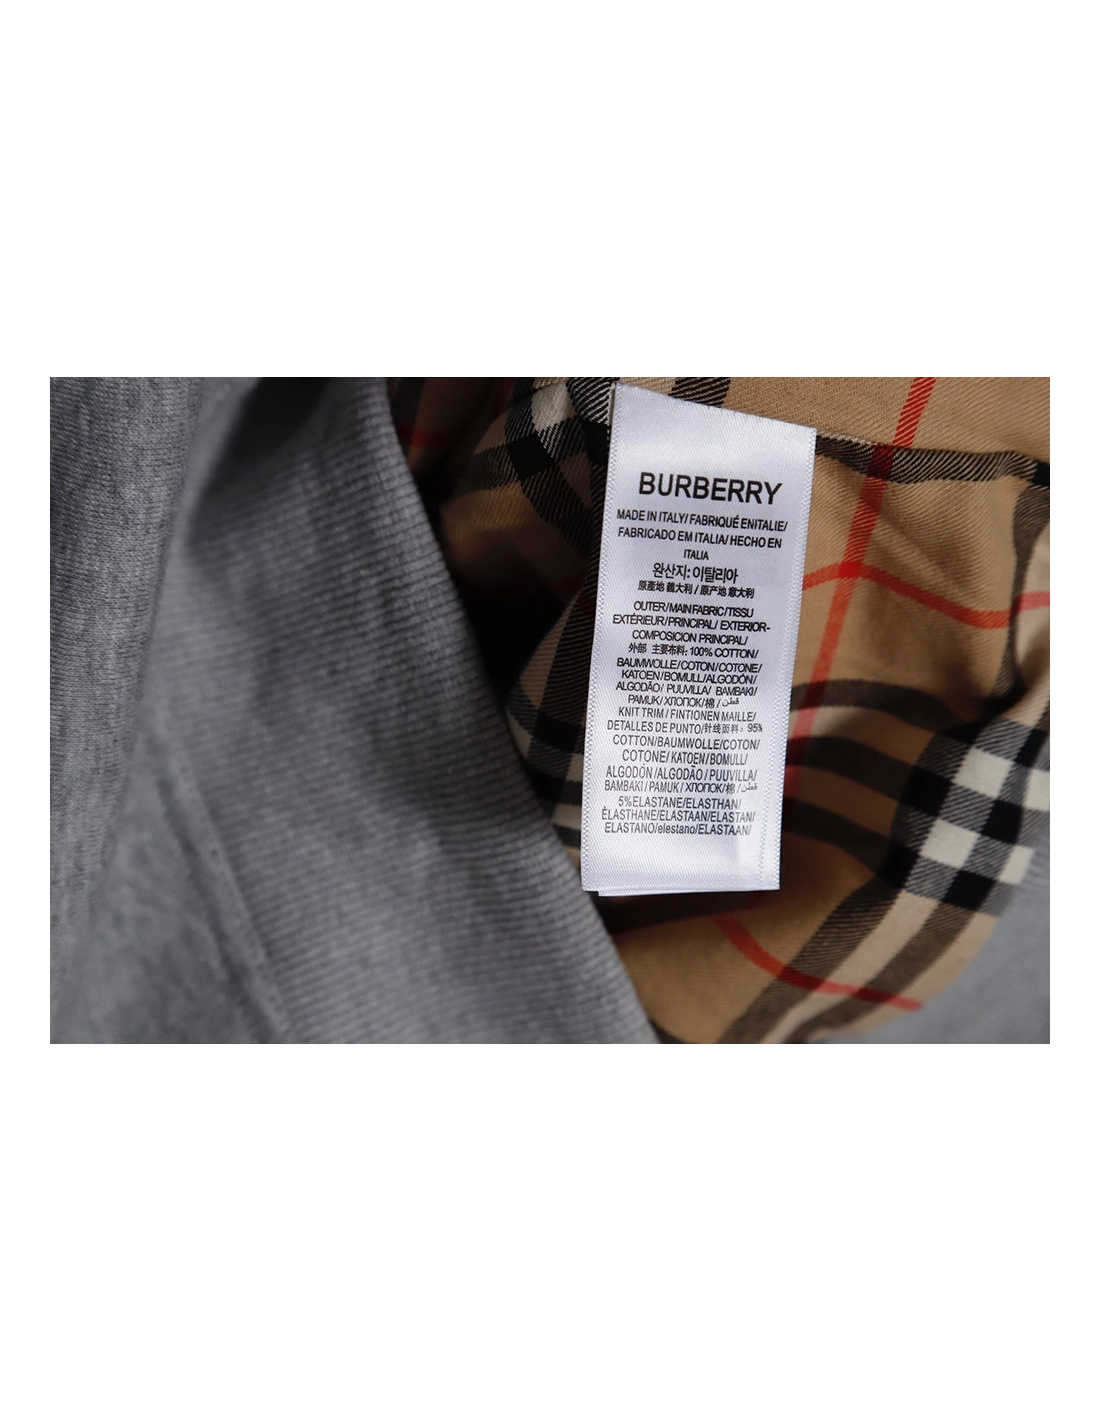 BURBERRY
MADE IN ITALY/ FABRIQUÉ ENITALIE/
FABRICADO EM ITALIA/ HECHO EN
ITALIA
완산지: 이탈리아
原產地 義大利 / 原产地 意大利
OUTER/MAIN FABRIC/TISSU
EXTÉRIEUR/PRINCIPAL/ EXTERIOR-
COMPOSICION PRINCIPAL/
外部 主要布料: 100% COTTON/
BAUMWOLLE/COTON/COTONE/
KATOEN/BOMULL/ALGODÓN/
ALGODÃO/ PUUVILLA/ BAMBAKI/
PAMUK/ ХЛОПОК/棉 / قطن
KNIT TRIM / FINTIONEN MAILLE/
DETALLES DE PUNTO/针线面料: 95%
COTTON/BAUMWOLLE/COTON/
COTONE/ KATOEN/BOMULL/
ALGODÓN/ALGODÃO/PUUVILLA/
BAMBAKI/PAMUK/ХЛОПОК/棉/قطن
5%ELASTANE/ELASTHAN/
ÈLASTHANE/ELASTAAN/ELASTAN/
ELASTANO/elestano/ELASTAAN/